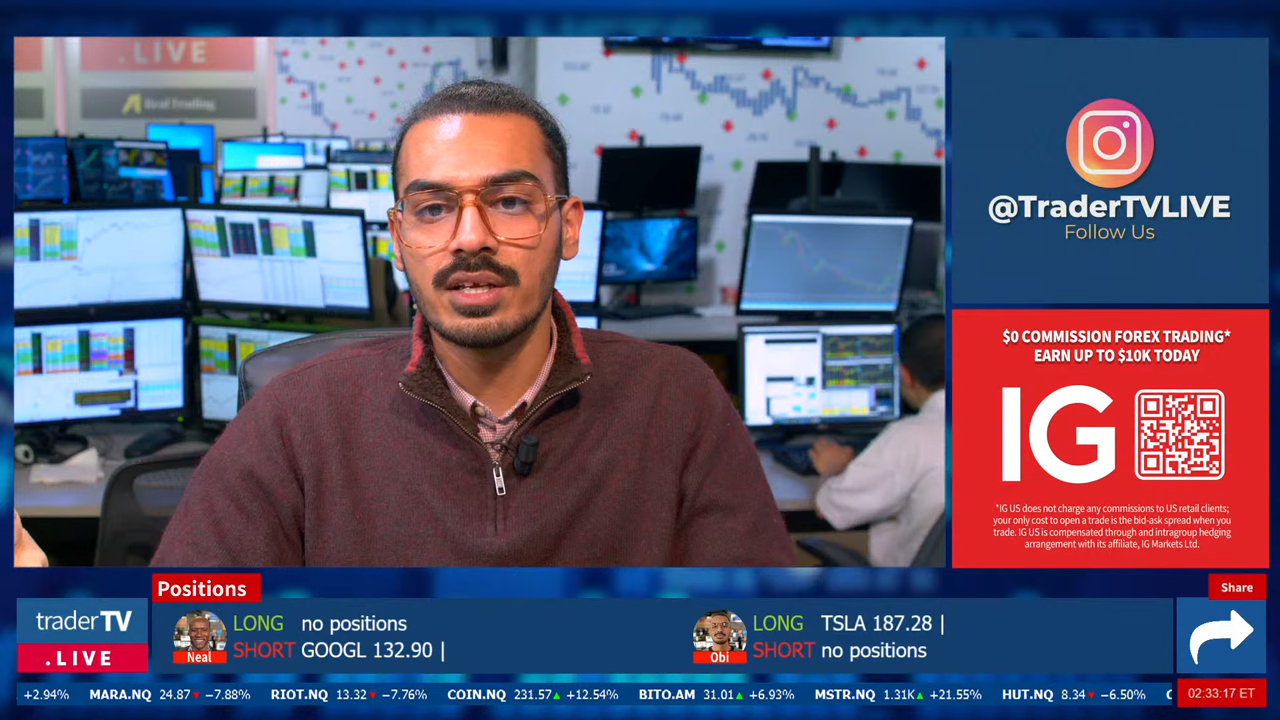 .LIVE
Real Trading
@TraderTVLIVE
Follow Us
$0 COMMISSION FOREX TRADING*
EARN UP TO $10K TODAY
IG
*IG US does not charge any commissions to US retail clients;
your only cost to open a trade is the bid-ask spread when you
trade. IG US is compensated through and intragroup hedging
arrangement with its affiliate, IG Markets Ltd.
Positions
Share
traderTV
.LIVE
Neal
LONG no positions
SHORT GOOGL 132.90 |
Obi
LONG TSLA 187.28 |
SHORT no positions
+2.94% MARA.NQ 24.87▼ −7.88% RIOT.NQ 13.32▼ −7.76% COIN.NQ 231.57▲ +12.54% BITO.AM 31.01▲ +6.93% MSTR.NQ 1.31K▲ +21.55% HUT.NQ 8.34▼ −6.50%
02:33:17 ET